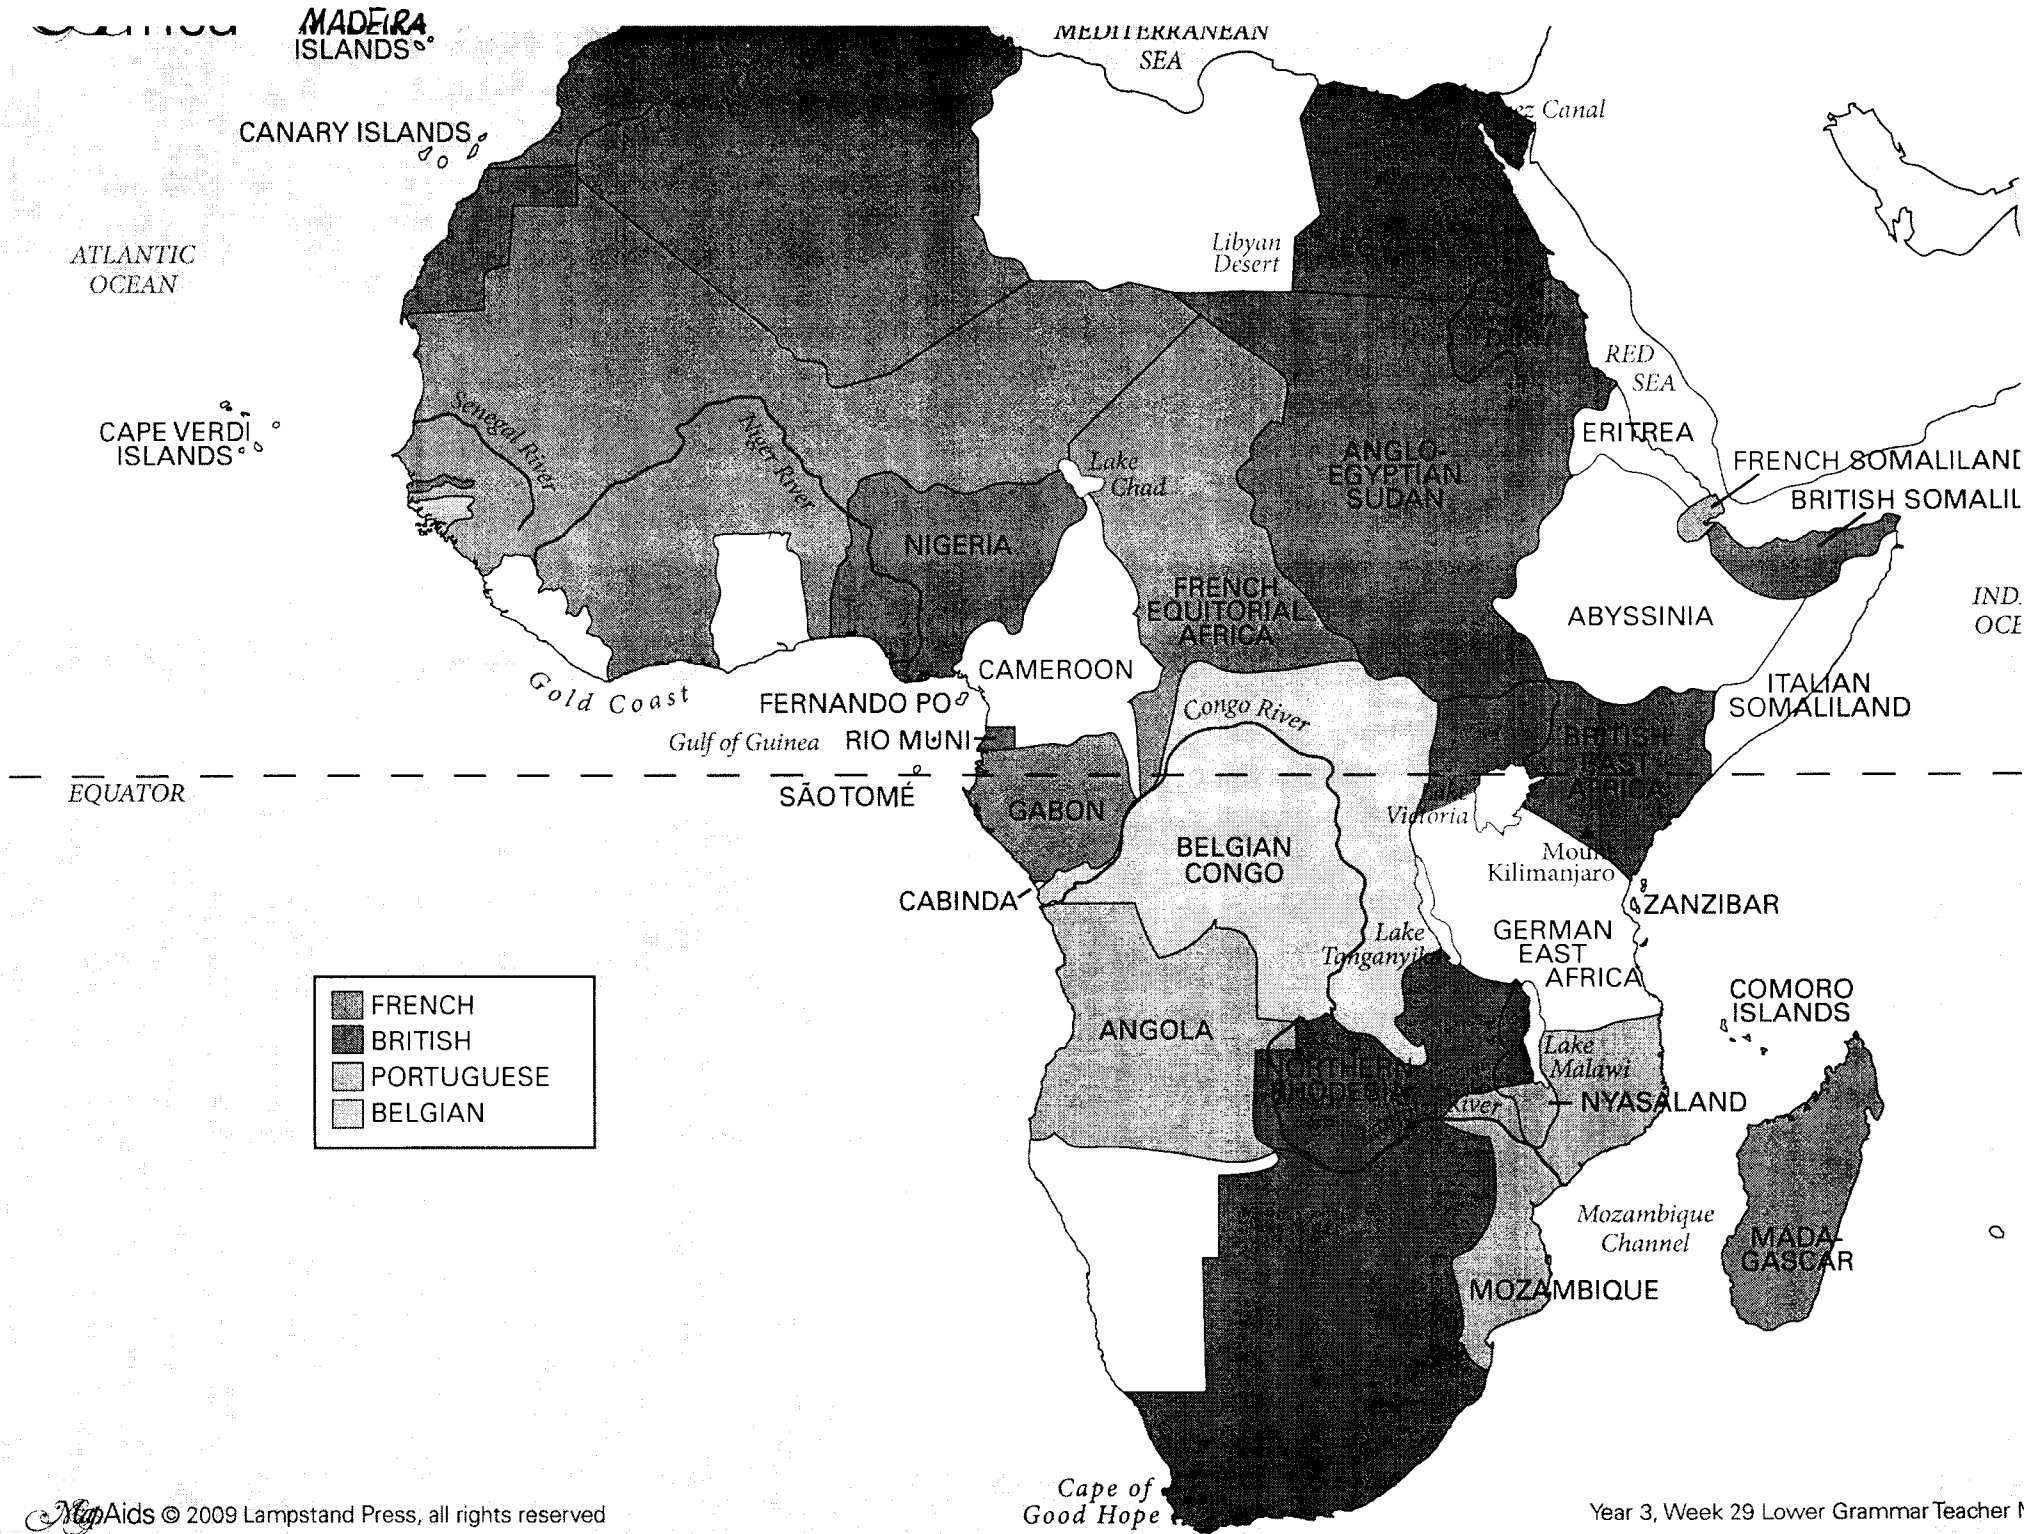 MADEIRA
ISLANDS
MEDITERRANEAN
SEA
CANARY ISLANDS
Canal
ATLANTIC
OCEAN
Libyan
Desert
RED
SEA
CAPE VERDI
ISLANDS
Senegal River
Niger River
Lake
Chad
ANGLO-
EGYPTIAN
SUDAN
ERITREA
FRENCH SOMALILAND
BRITISH SOMALIL
NIGERIA
FRENCH
EQUITORIAL
AFRICA
ABYSSINIA
IND.
OCE
CAMEROON
Gold Coast
FERNANDO PO
Congo River
ITALIAN
SOMALILAND
Gulf of Guinea
RIO MUNI
BRITISH
EAST
AFRICA
EQUATOR
SÃO TOMÉ
GABON
Lake
Victoria
BELGIAN
CONGO
Mount
Kilimanjaro
CABINDA
ZANZIBAR
GERMAN
EAST
AFRICA
Lake
Tanganyika
FRENCH
BRITISH
PORTUGUESE
BELGIAN
ANGOLA
COMORO
ISLANDS
NORTHERN
RHODESIA
Lake
Malawi
River
NYASALAND
Mozambique
Channel
MADA-
GASCAR
MOZAMBIQUE
Cape of
Good Hope
MapAids © 2009 Lampstand Press, all rights reserved
Year 3, Week 29 Lower Grammar Teacher